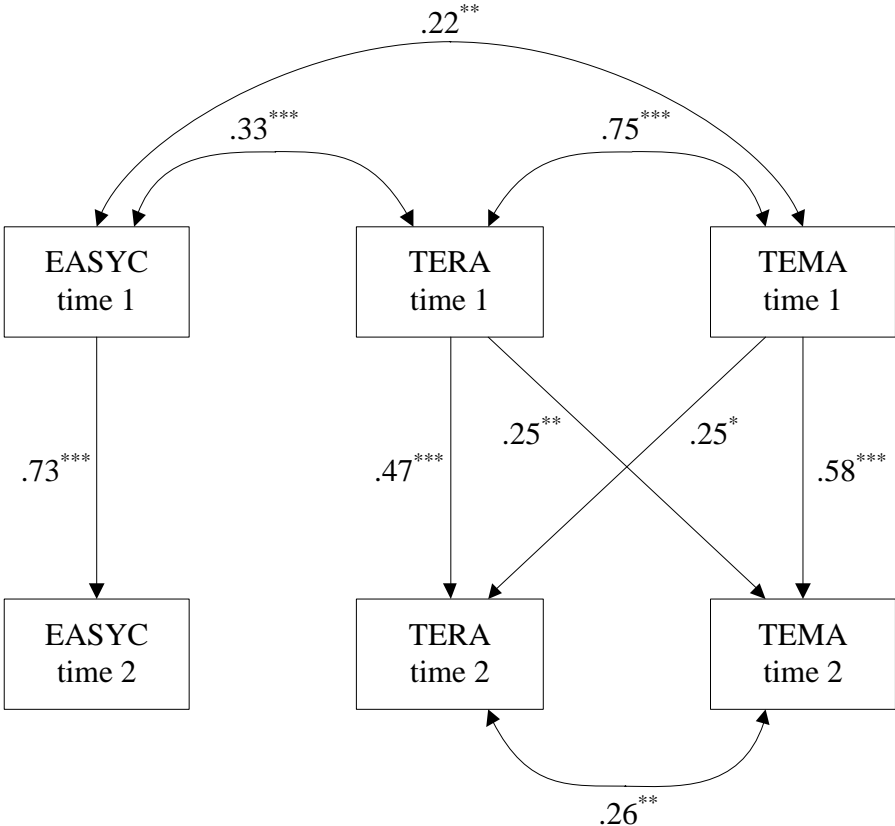 .22**
.33***
.75***
EASYC
time 1
TERA
time 1
TEMA
time 1
.73***
.47***
.25**
.25*
.58***
EASYC
time 2
TERA
time 2
TEMA
time 2
.26**